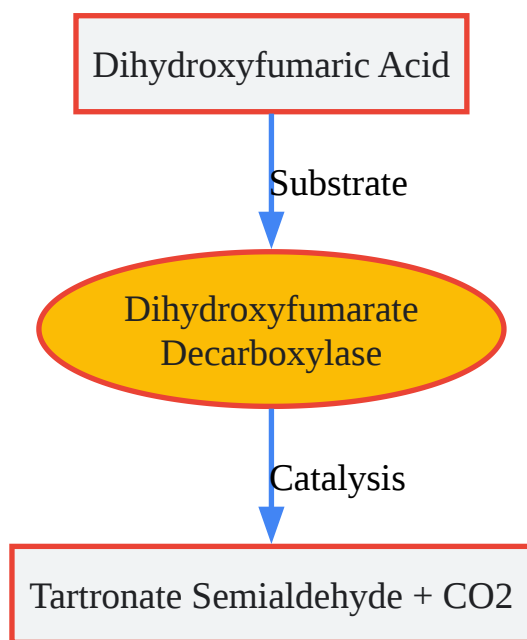 Dihydroxyfumaric Acid
Substrate
Dihydroxyfumarate
Decarboxylase
Catalysis
Tartronate Semialdehyde + CO2